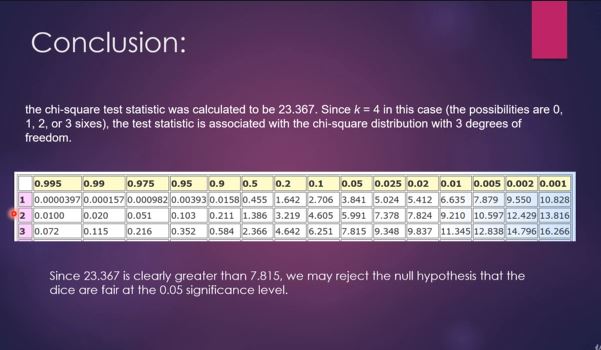 Conclusion:
the chi-square test statistic was calculated to be 23.367. Since k = 4 in this case (the possibilities are 0,
1, 2, or 3 sixes), the test statistic is associated with the chi-square distribution with 3 degrees of
freedom.
0.995 0.99 0.975 0.95 0.9 0.5 0.2 0.1 0.05 0.025 0.02 0.01 0.005 0.002 0.001
1 0.0000397 0.000157 0.000982 0.00393 0.0158 0.455 1.642 2.706 3.841 5.024 5.412 6.635 7.879 9.550 10.828
2 0.0100 0.020 0.051 0.103 0.211 1.386 3.219 4.605 5.991 7.378 7.824 9.210 10.597 12.429 13.816
3 0.072 0.115 0.216 0.352 0.584 2.366 4.642 6.251 7.815 9.348 9.837 11.345 12.838 14.796 16.266
Since 23.367 is clearly greater than 7.815, we may reject the null hypothesis that the
dice are fair at the 0.05 significance level.